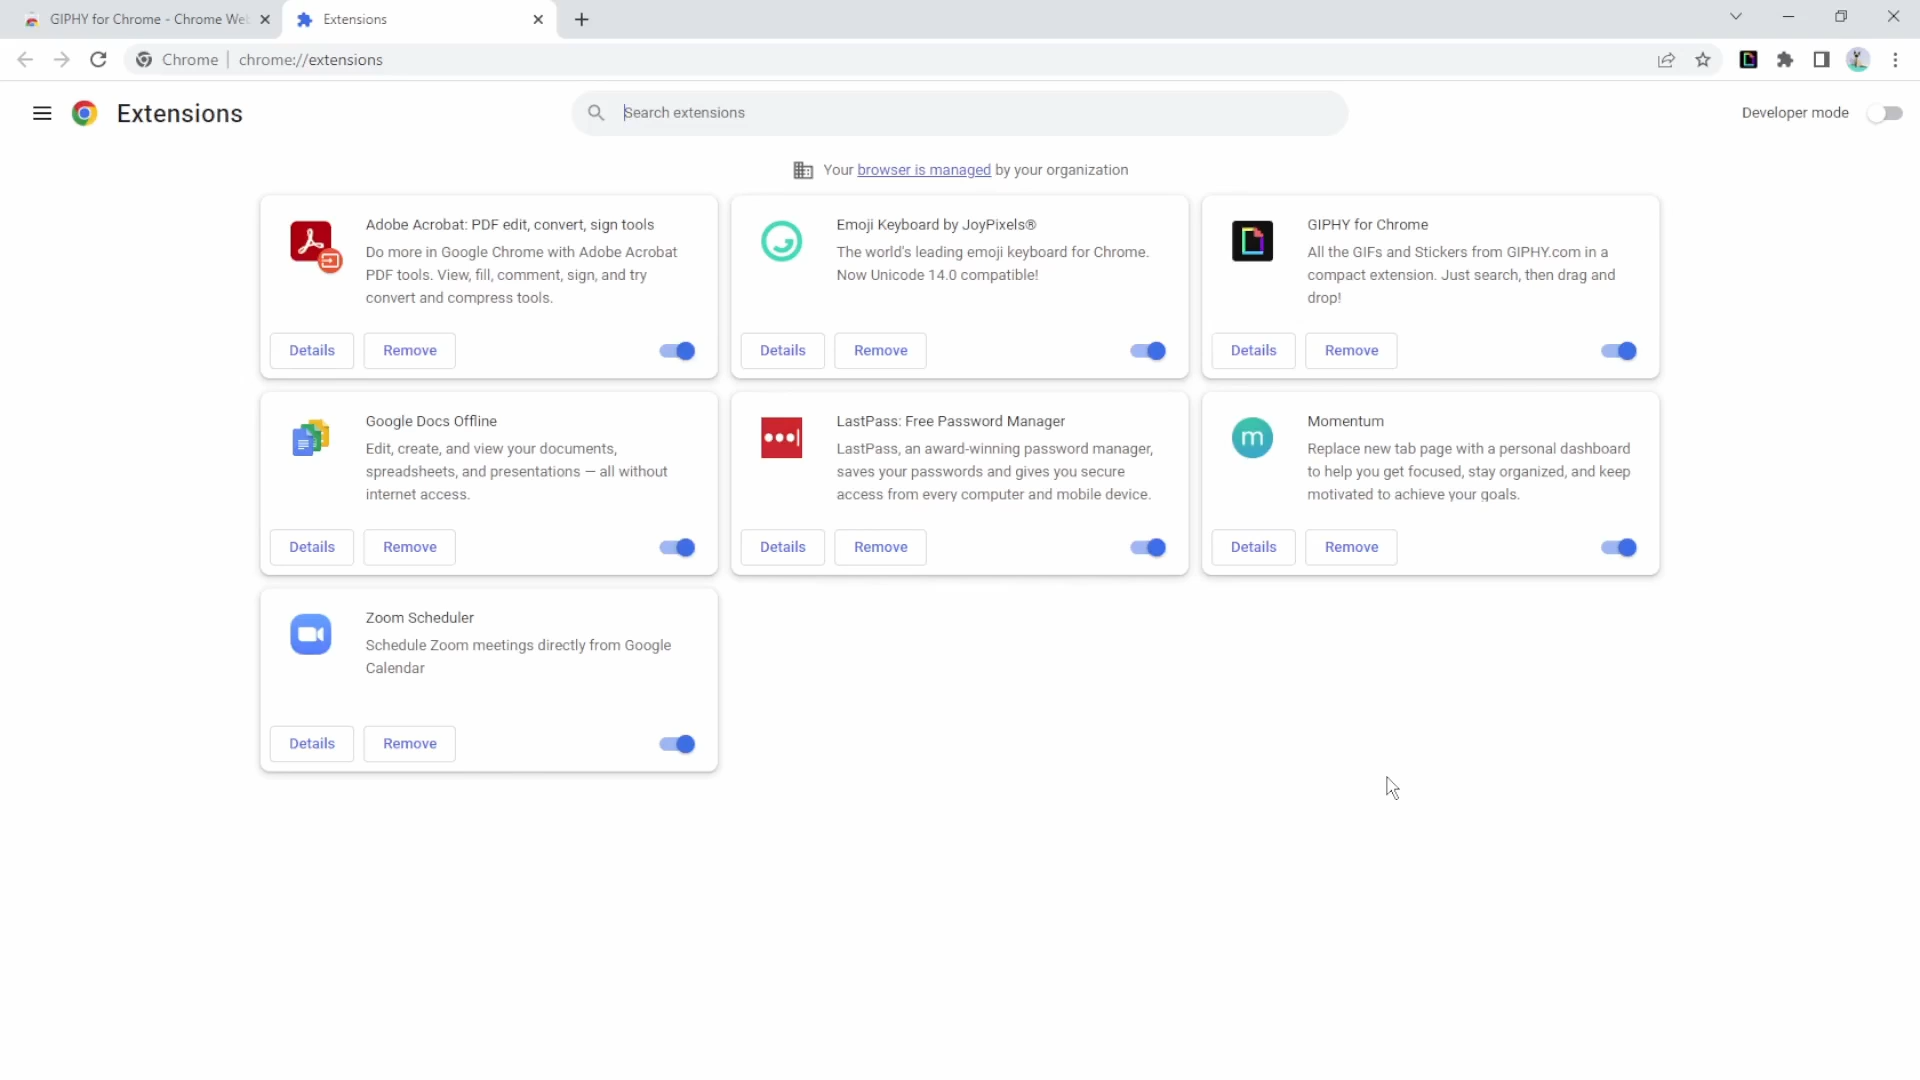 GIPHY for Chrome - Chrome Web
Extensions
Chrome | chrome://extensions
Extensions
Search extensions
Developer mode
Your browser is managed by your organization
Adobe Acrobat: PDF edit, convert, sign tools
Do more in Google Chrome with Adobe Acrobat
PDF tools. View, fill, comment, sign, and try
convert and compress tools.
Details
Remove
Emoji Keyboard by JoyPixels®
The world's leading emoji keyboard for Chrome.
Now Unicode 14.0 compatible!
Details
Remove
GIPHY for Chrome
All the GIFs and Stickers from GIPHY.com in a
compact extension. Just search, then drag and
drop!
Details
Remove
Google Docs Offline
Edit, create, and view your documents,
spreadsheets, and presentations — all without
internet access.
Details
Remove
LastPass: Free Password Manager
LastPass, an award-winning password manager,
saves your passwords and gives you secure
access from every computer and mobile device.
Details
Remove
m
Momentum
Replace new tab page with a personal dashboard
to help you get focused, stay organized, and keep
motivated to achieve your goals.
Details
Remove
Zoom Scheduler
Schedule Zoom meetings directly from Google
Calendar
Details
Remove